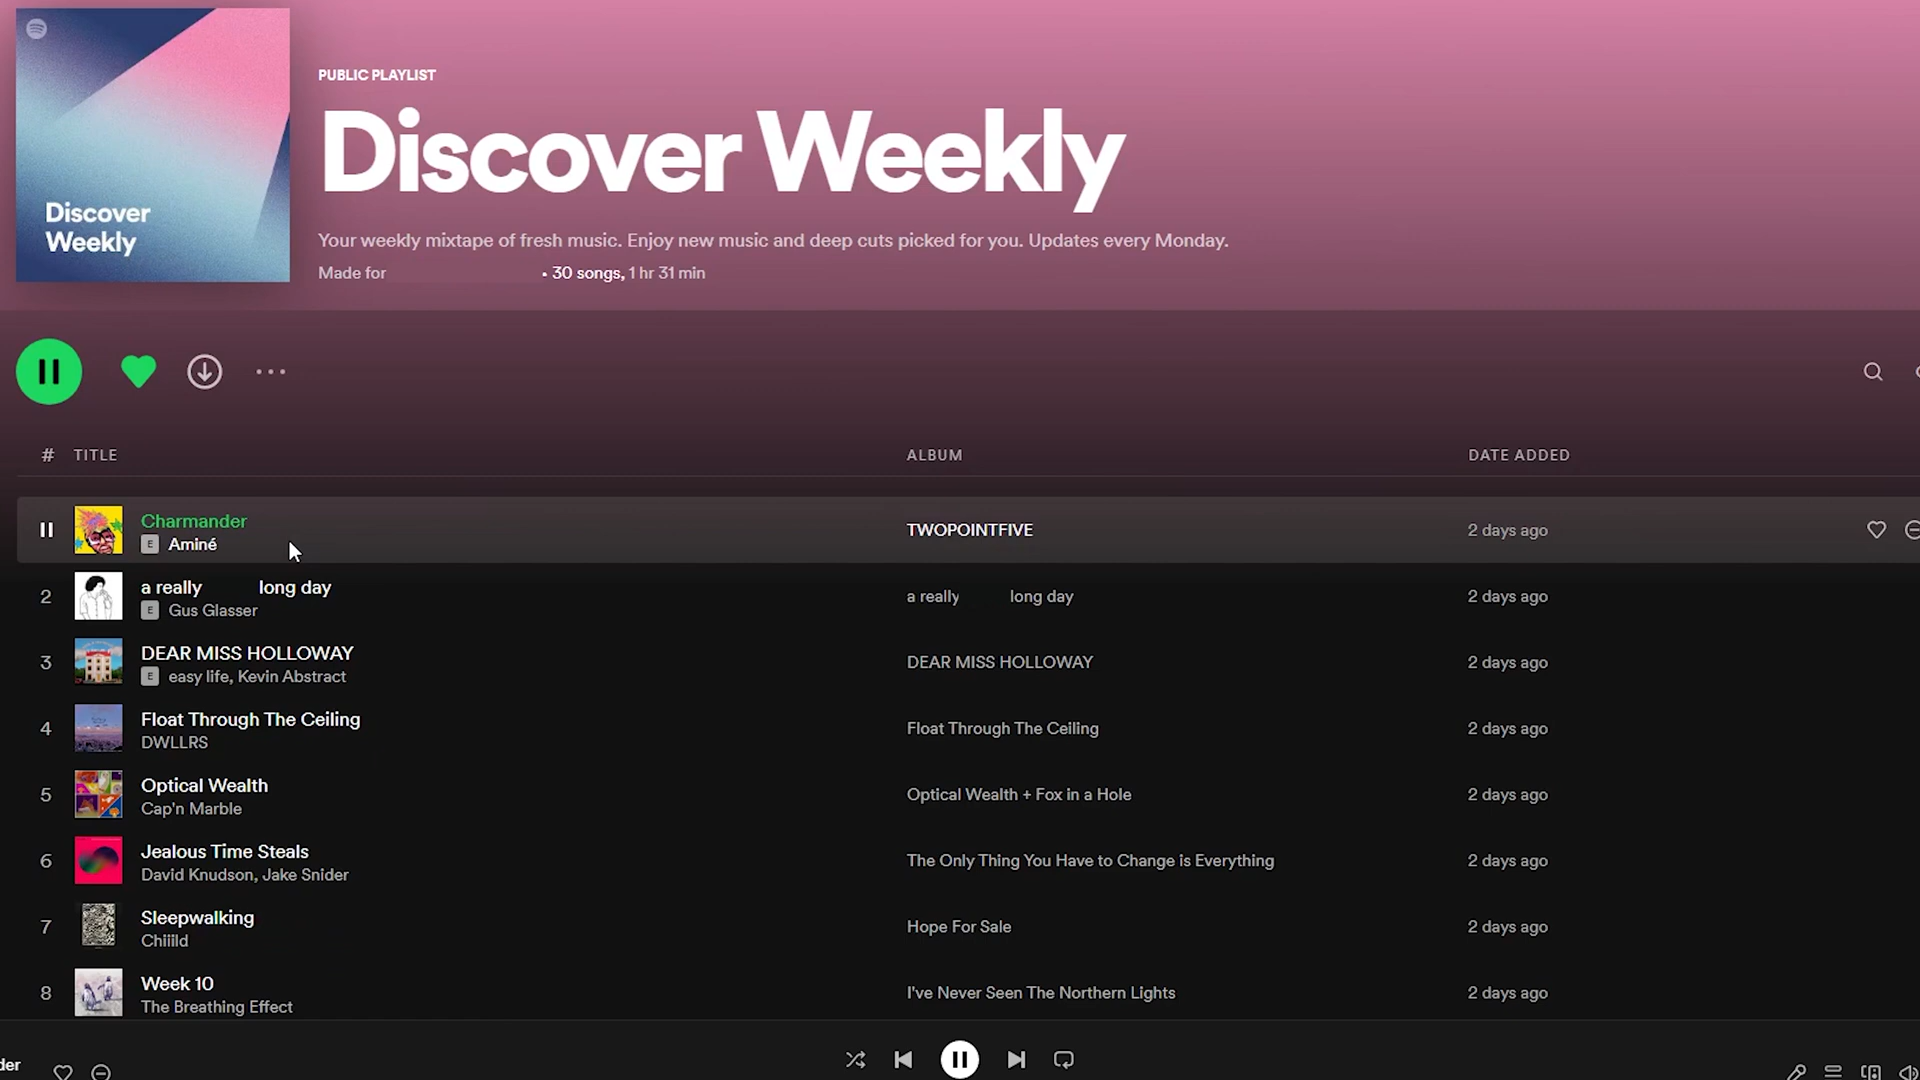 Discover
Weekly
PUBLIC PLAYLIST
Discover Weekly
Your weekly mixtape of fresh music. Enjoy new music and deep cuts picked for you. Updates every Monday.
Made for • 30 songs, 1 hr 31 min
# TITLE ALBUM DATE ADDED
Charmander
E Aminé
TWOPOINTFIVE 2 days ago
2 a really long day
E Gus Glasser
a really long day 2 days ago
3 DEAR MISS HOLLOWAY
E easy life, Kevin Abstract
DEAR MISS HOLLOWAY 2 days ago
4 Float Through The Ceiling
DWLLRS
Float Through The Ceiling 2 days ago
5 Optical Wealth
Cap'n Marble
Optical Wealth + Fox in a Hole 2 days ago
6 Jealous Time Steals
David Knudson, Jake Snider
The Only Thing You Have to Change is Everything 2 days ago
7 Sleepwalking
Chiiild
Hope For Sale 2 days ago
8 Week 10
The Breathing Effect
I've Never Seen The Northern Lights 2 days ago
der